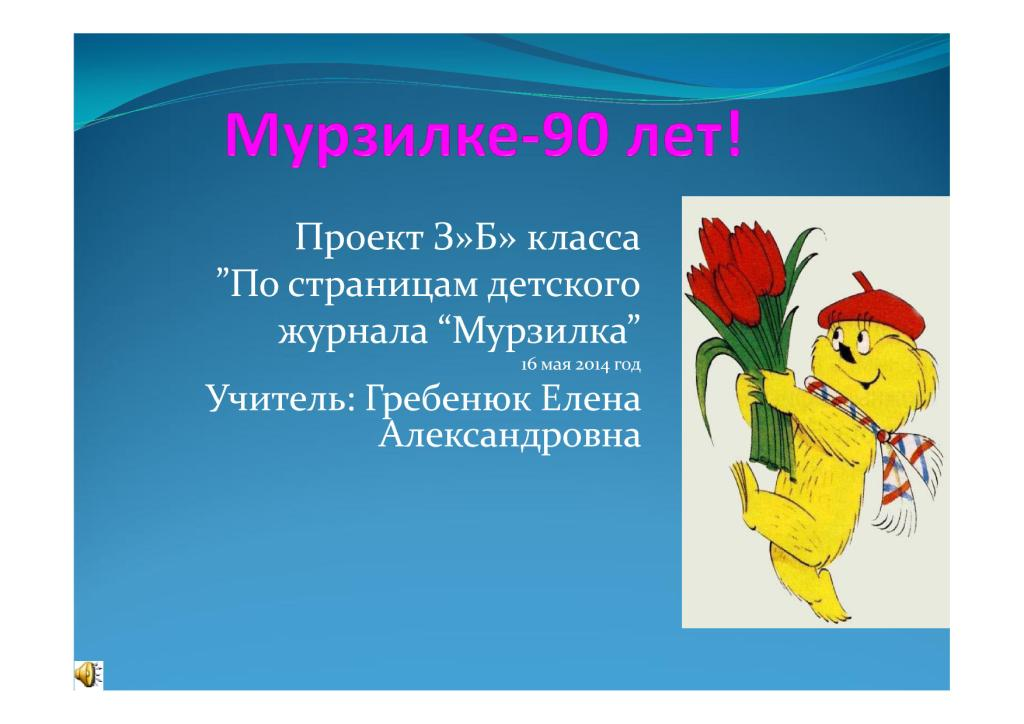 Мурзилке-90 лет!
Проект 3»Б» класса
”По страницам детского
журнала “Мурзилка”
16 мая 2014 год
Учитель: Гребенюк Елена
Александровна